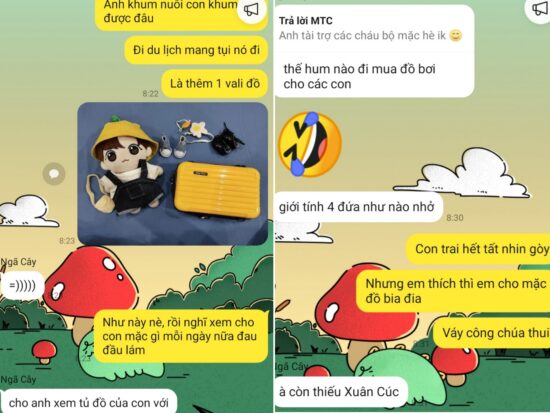 Anh khum nuôi con khum
được đâu
Đi du lịch mang tụi nó đi
Là thêm 1 vali đồ
8:22
8:23
Ngã Cây
=)))))
Như này nè, rồi nghĩ xem cho
con mặc gì mỗi ngày nữa đau
đầu lám
Ngã Cây
cho anh xem tủ đồ của con với
Trả lời MTC
Anh tài trợ các cháu bộ mặc hè ik 😄
thế hum nào đi mua đồ bơi
cho các con
🤣
giới tính 4 đứa như nào nhở
8:30
Con trai hết tất nhin gòy
Nhưng em thích thì em cho mặc
đồ bia đia
Váy công chúa thui
Ngã Cây
à còn thiếu Xuân Cúc